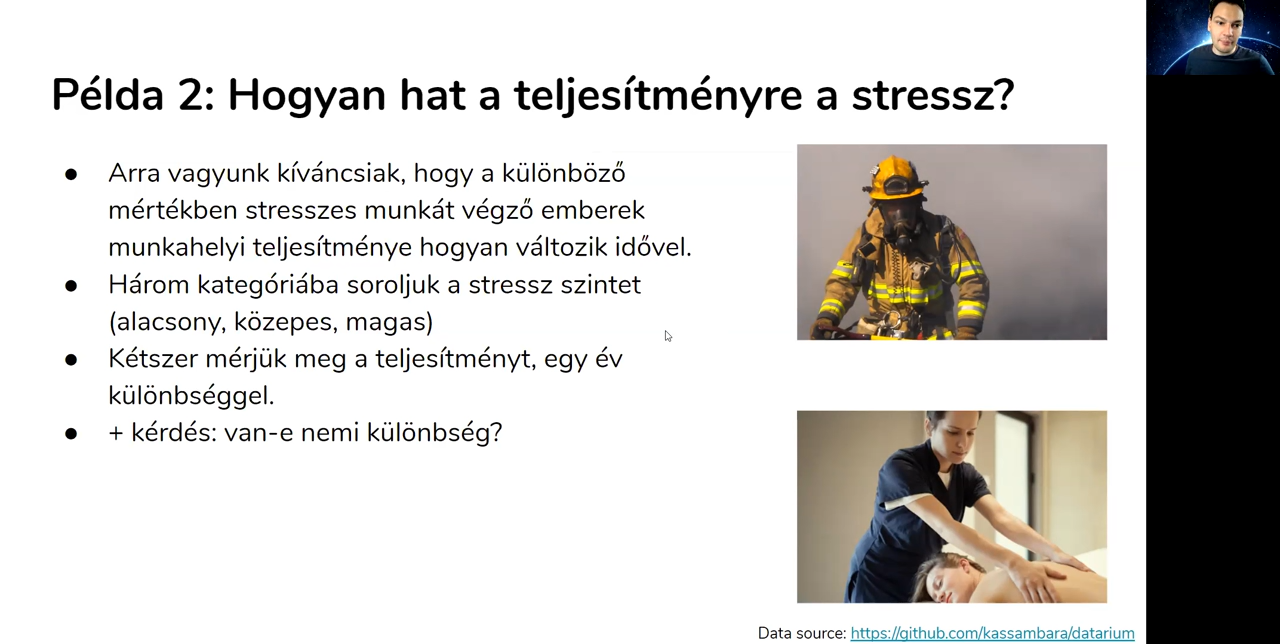 Példa 2: Hogyan hat a teljesítményre a stressz?
● Arra vagyunk kíváncsiak, hogy a különböző
mértékben stresszes munkát végző emberek
munkahelyi teljesítménye hogyan változik idővel.
● Három kategóriába soroljuk a stressz szintet
(alacsony, közepes, magas)
● Kétszer mérjük meg a teljesítményt, egy év
különbséggel.
● + kérdés: van-e nemi különbség?
Data source: https://github.com/kassambara/datarium